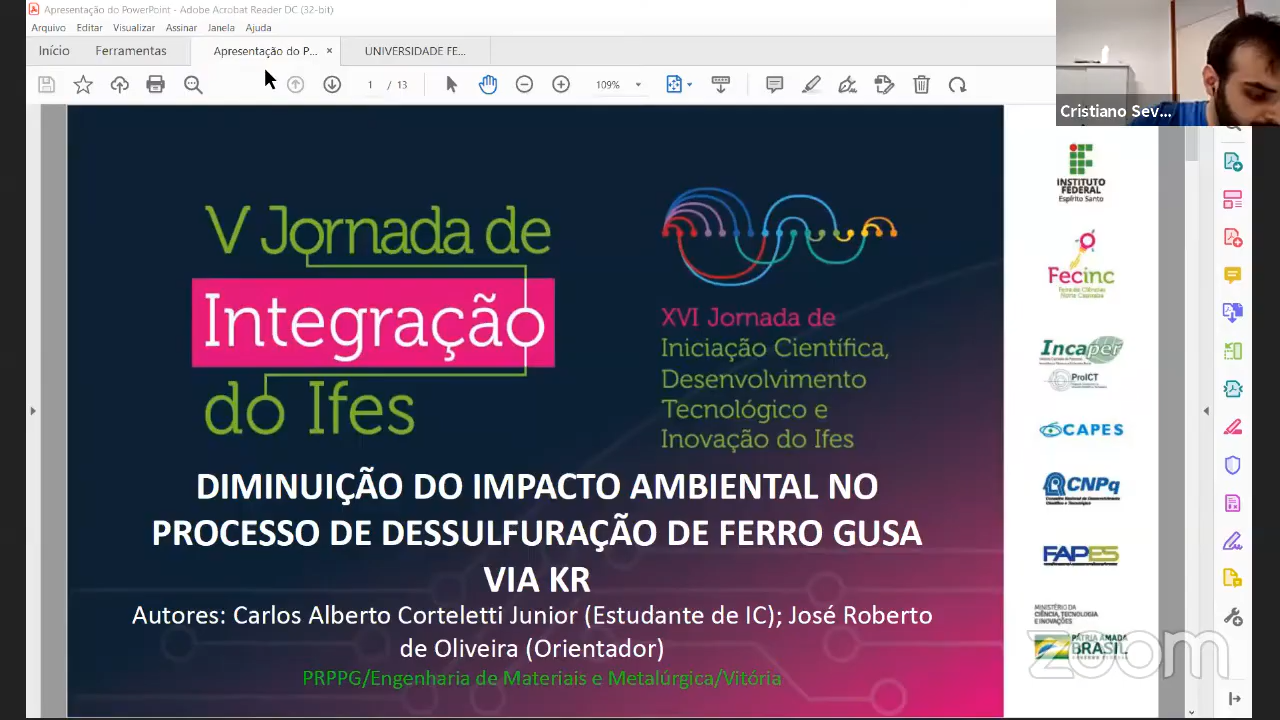 Apresentação do PowerPoint - Adobe Acrobat Reader DC (32-bit)
Arquivo Editar Visualizar Assinar Janela Ajuda
Início Ferramentas Apresentação do P... × UNIVERSIDADE FE...
1 / 13 109%
Cristiano Sev...
V Jornada de
Integração
do Ifes
XVI Jornada de
Iniciação Científica,
Desenvolvimento
Tecnológico e
Inovação do Ifes
DIMINUIÇÃO DO IMPACTO AMBIENTAL NO
PROCESSO DE DESSULFURAÇÃO DE FERRO GUSA
VIA KR
Autores: Carlos Alberto Corteletti Junior (Estudante de IC); José Roberto
de Oliveira (Orientador)
PRPPG/Engenharia de Materiais e Metalúrgica/Vitória
INSTITUTO
FEDERAL
Espírito Santo
Fecinc
Incaper
ProICT
CAPES
CNPq
FAPES
MINISTÉRIO DA
CIÊNCIA, TECNOLOGIA
E INOVAÇÕES
PÁTRIA AMADA
BRASIL
zoom